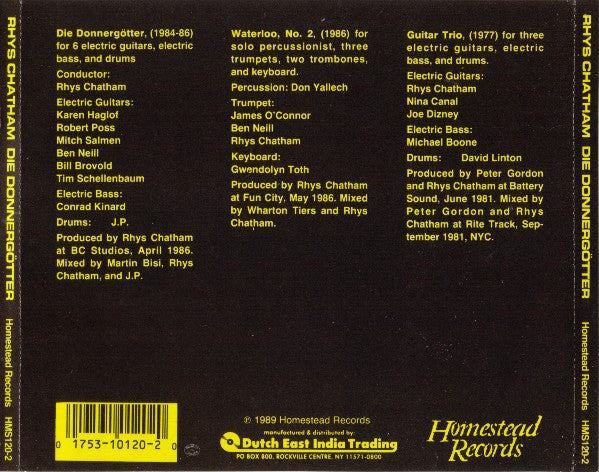 RHYS CHATHAM DIE DONNERGÖTTER Homestead Records HMS120-2
Die Donnergötter, (1984-86)
for 6 electric guitars, electric
bass, and drums
Conductor:
Rhys Chatham
Electric Guitars:
Karen Haglof
Robert Poss
Mitch Salmen
Ben Neill
Bill Brovold
Tim Schellenbaum
Electric Bass:
Conrad Kinard
Drums: J.P.
Produced by Rhys Chatham
at BC Studios, April 1986.
Mixed by Martin Bisi, Rhys
Chatham, and J.P.
Waterloo, No. 2, (1986) for
solo percussionist, three
trumpets, two trombones,
and keyboard.
Percussion: Don Yallech
Trumpet:
James O'Connor
Ben Neill
Rhys Chatham
Keyboard:
Gwendolyn Toth
Produced by Rhys Chatham
at Fun City, May 1986. Mixed
by Wharton Tiers and Rhys
Chatham.
Guitar Trio, (1977) for three
electric guitars, electric
bass, and drums.
Electric Guitars:
Rhys Chatham
Nina Canal
Joe Dizney
Electric Bass:
Michael Boone
Drums: David Linton
Produced by Peter Gordon
and Rhys Chatham at Battery
Sound, June 1981. Mixed by
Peter Gordon and Rhys
Chatham at Rite Track, Sep-
tember 1981, NYC.
0 1753-10120-2 0
℗ 1989 Homestead Records
manufactured & distributed by:
Dutch East India Trading
PO BOX 800, ROCKVILLE CENTRE, NY 11571-0800
Homestead
Records
RHYS CHATHAM DIE DONNERGÖTTER Homestead Records HMS120-2